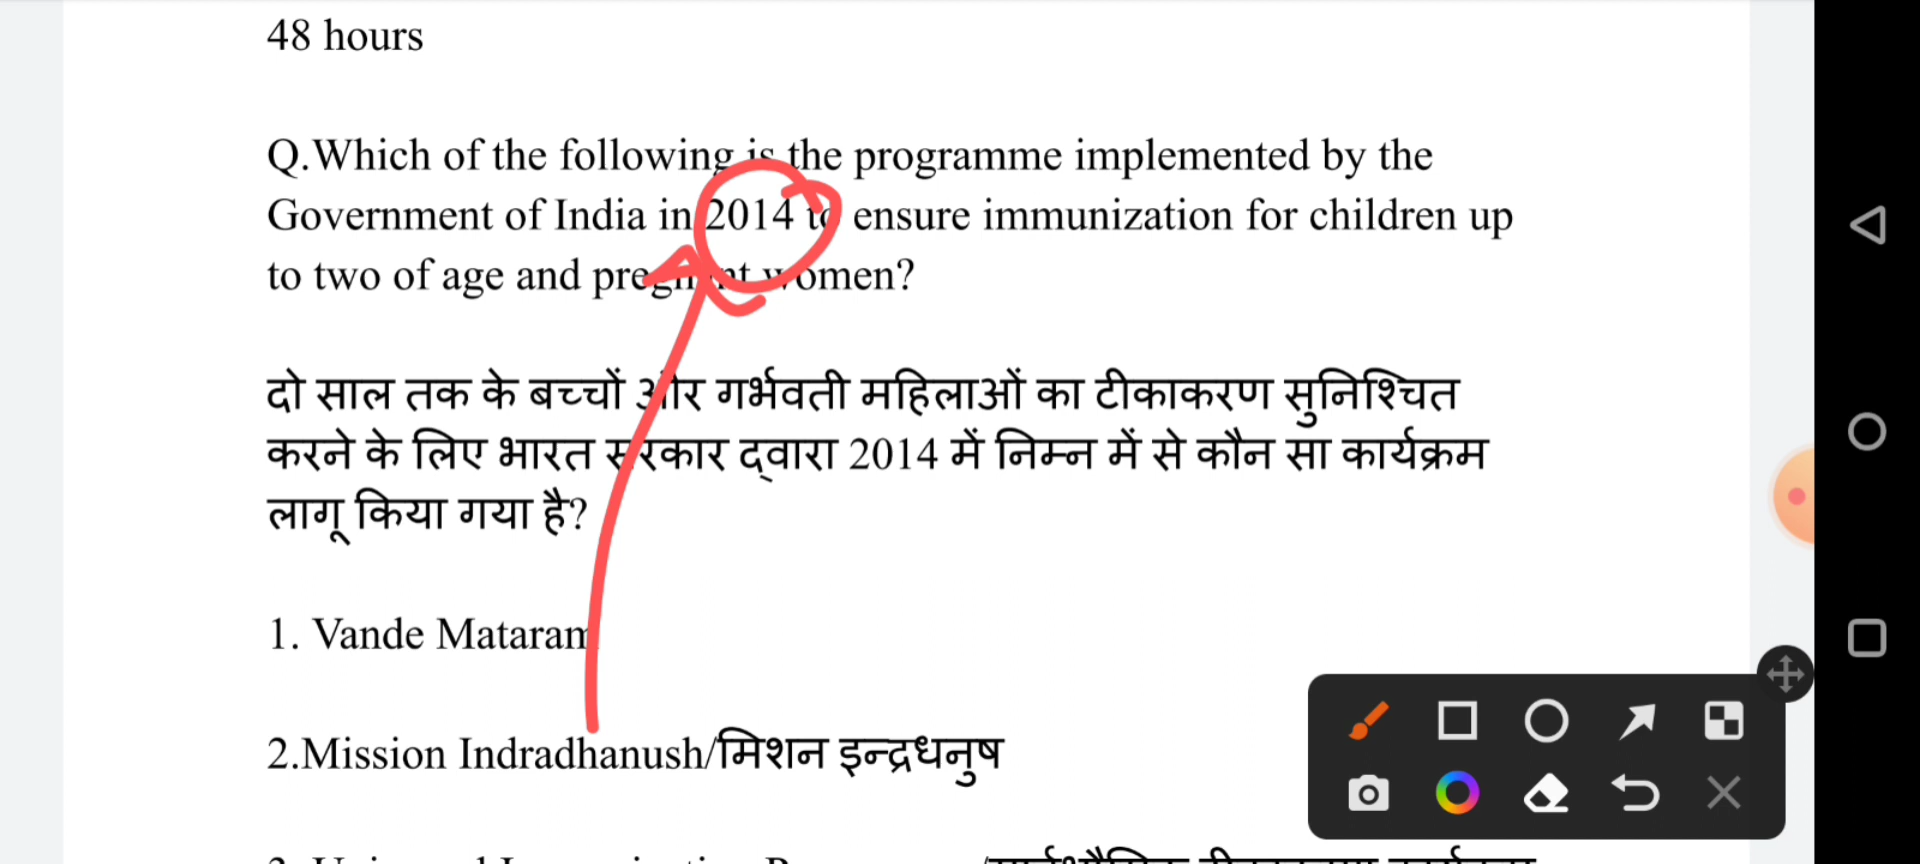 48 hours
Q.Which of the following is the programme implemented by the
Government of India in 2014 to ensure immunization for children up
to two of age and pregnant women?
दो साल तक के बच्चों और गर्भवती महिलाओं का टीकाकरण सुनिश्चित
करने के लिए भारत सरकार द्वारा 2014 में निम्न में से कौन सा कार्यक्रम
लागू किया गया है?
1. Vande Mataram
2.Mission Indradhanush/मिशन इन्द्रधनुष